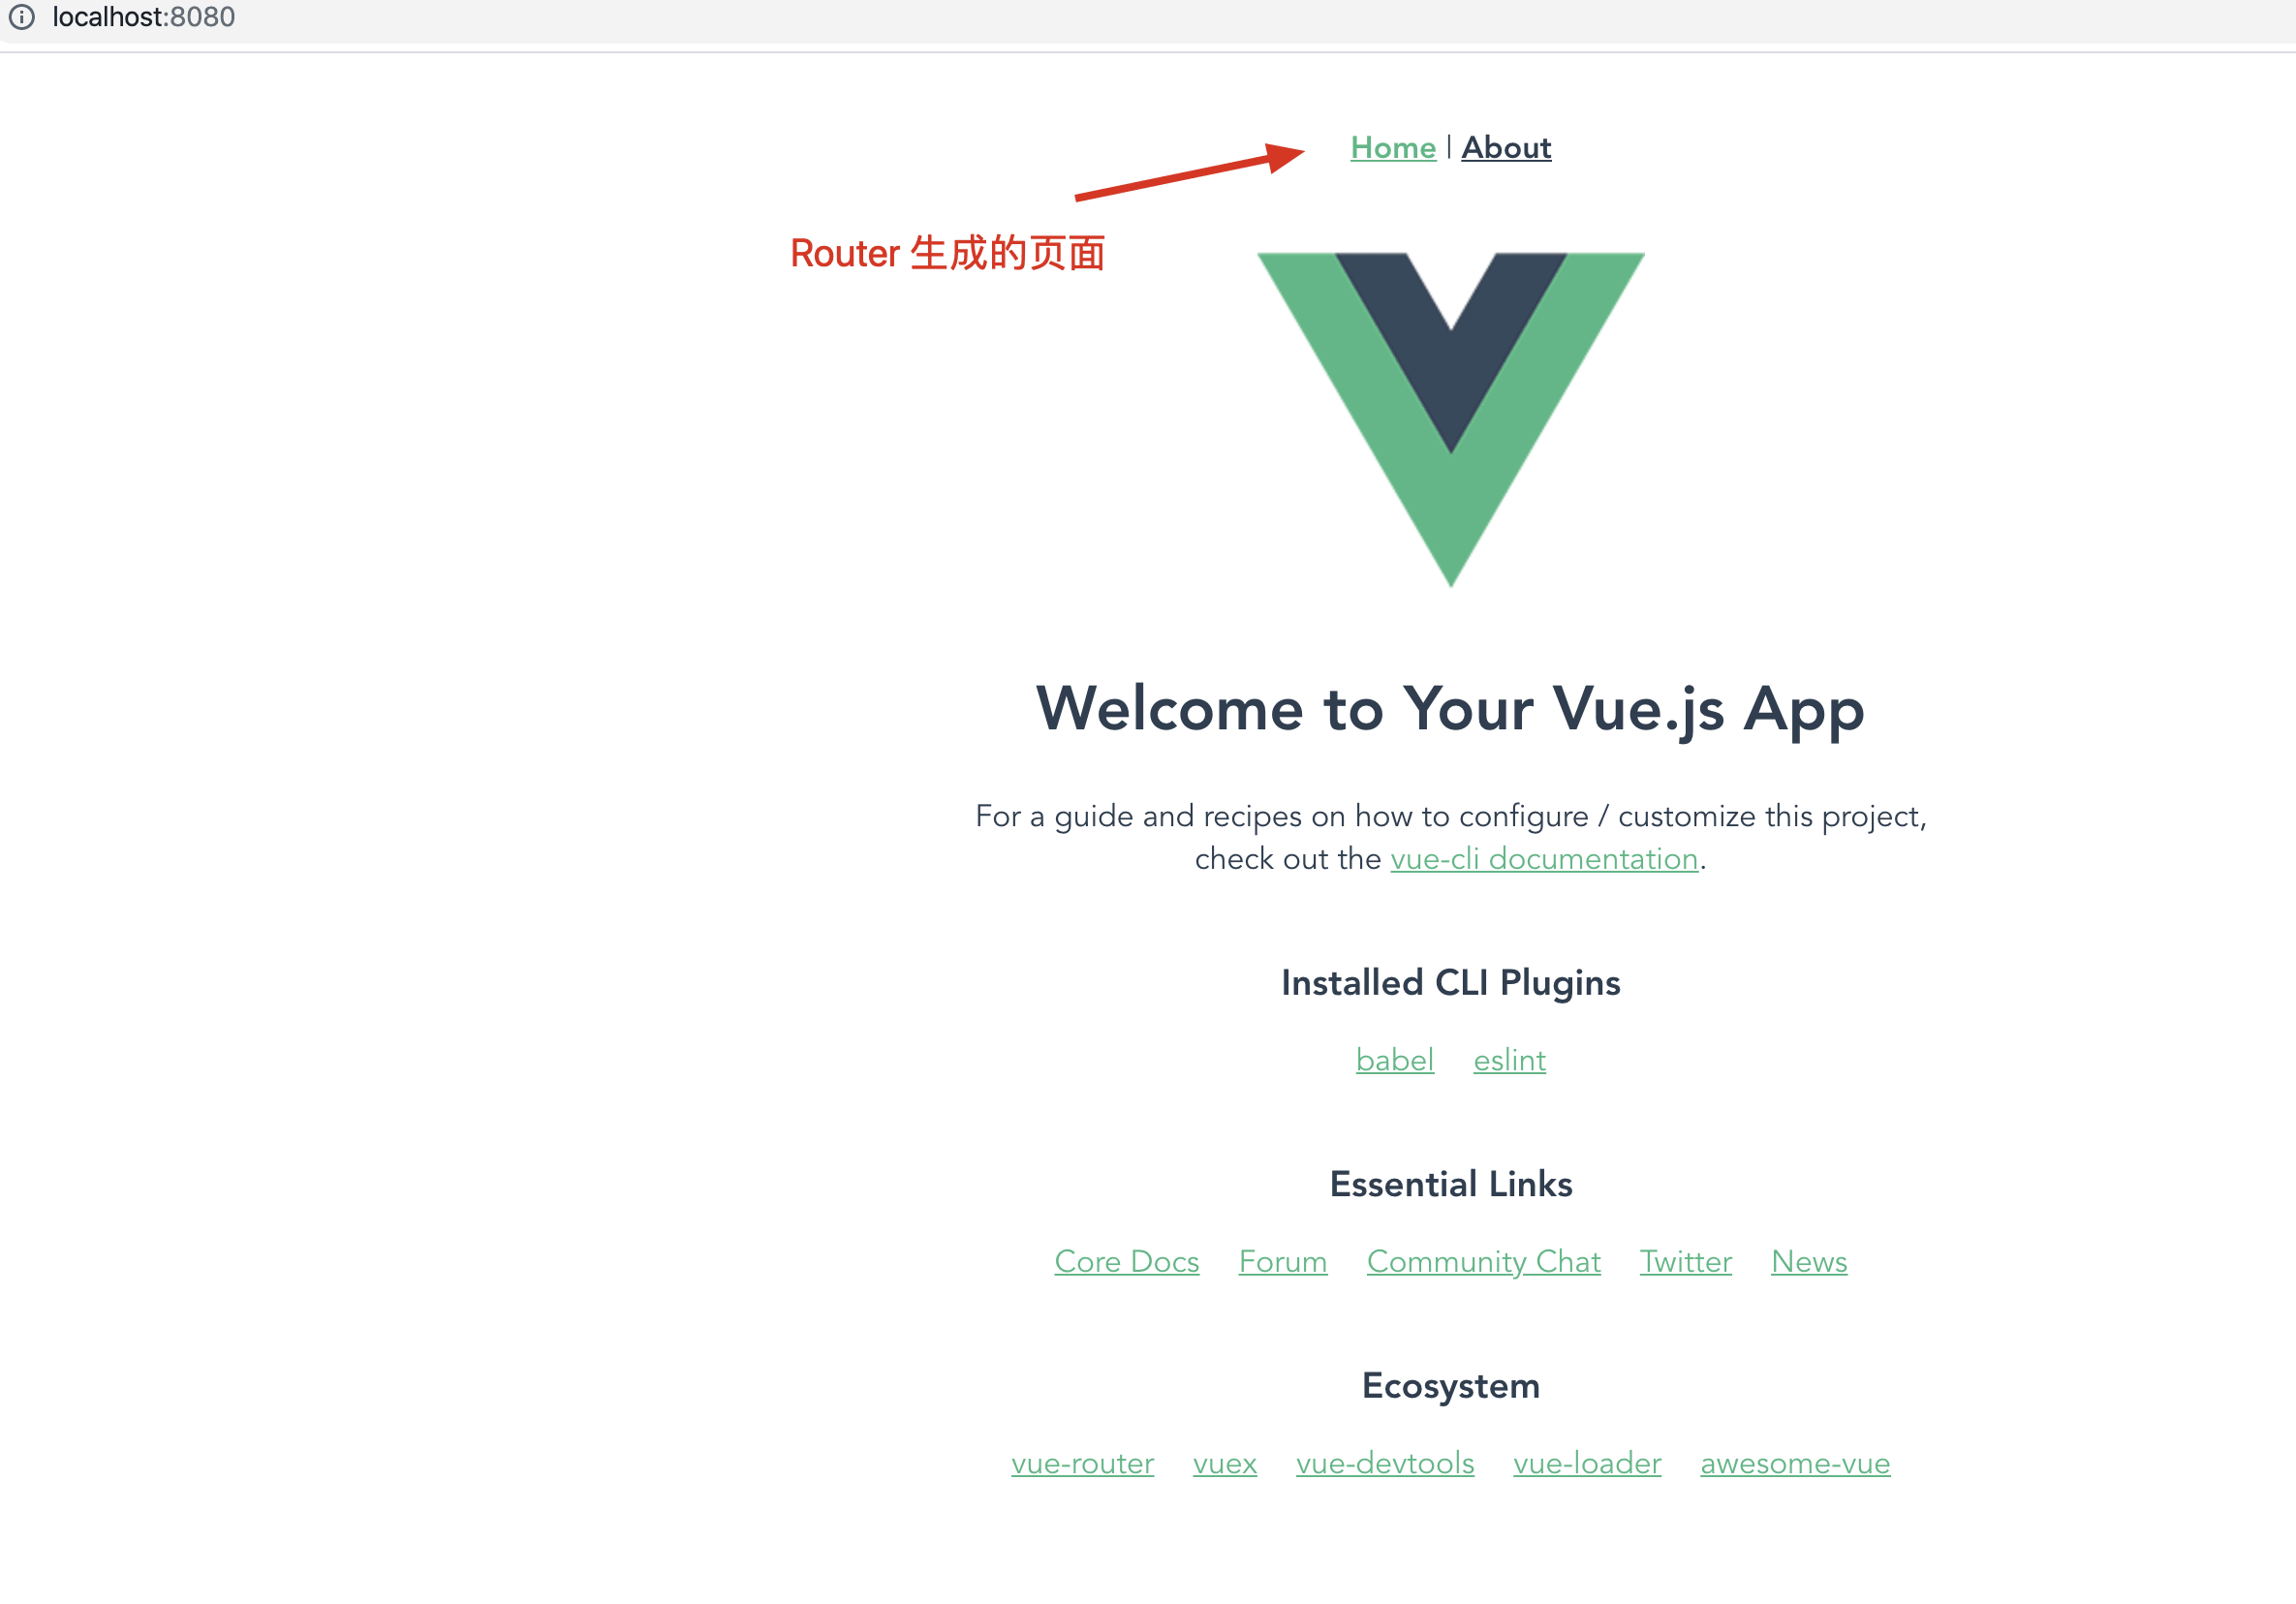 localhost:8080
Home | About
Router 生成的页面
Welcome to Your Vue.js App
For a guide and recipes on how to configure / customize this project,
check out the vue-cli documentation.
Installed CLI Plugins
babel eslint
Essential Links
Core Docs Forum Community Chat Twitter News
Ecosystem
vue-router vuex vue-devtools vue-loader awesome-vue